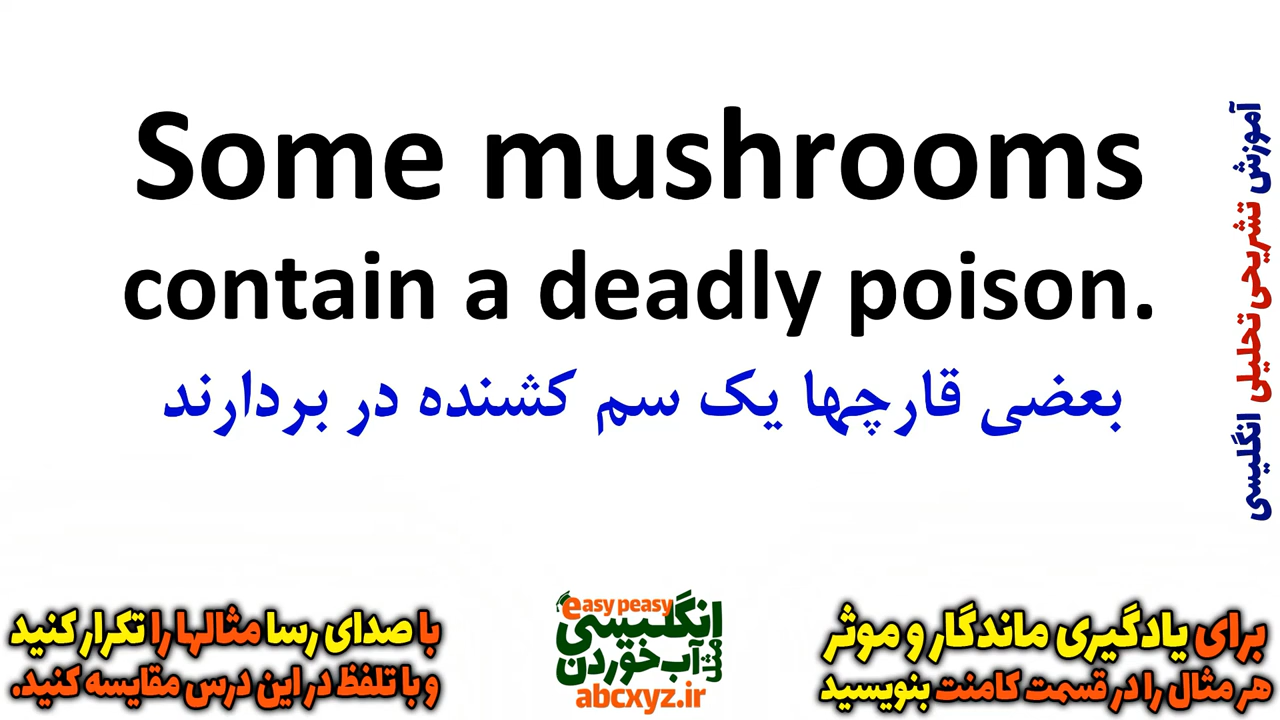 Some mushrooms
contain a deadly poison.
بعضی قارچها یک سم کشنده در بردارند
آموزش تشریحی تحلیلی انگلیسی
برای یادگیری ماندگار و موثر
هر مثال را در قسمت کامنت بنویسید
easy peasy
انگلیسی
مثل
آب خوردن
abcxyz.ir
با صدای رسا مثالها را تکرار کنید
و با تلفظ در این درس مقایسه کنید.